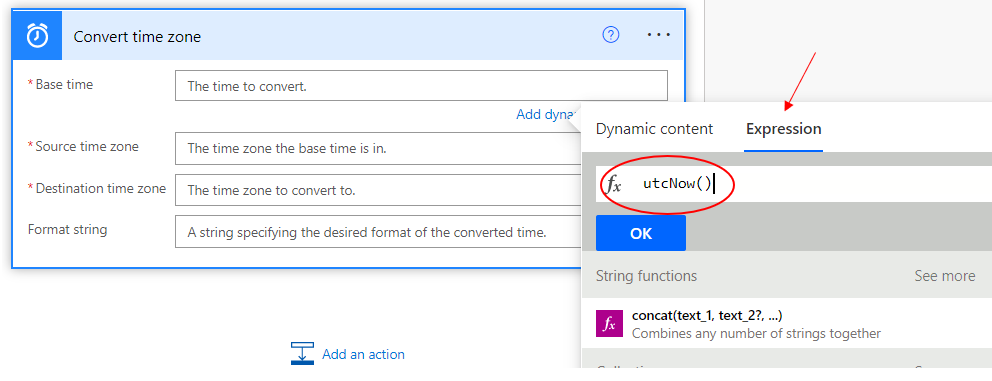 Convert time zone
* Base time
The time to convert.
Add dyna
* Source time zone
The time zone the base time is in.
* Destination time zone
The time zone to convert to.
Format string
A string specifying the desired format of the converted time.
Add an action
Dynamic content Expression
fx utcNow()
OK
String functions See more
fx concat(text_1, text_2?, ...)
Combines any number of strings together